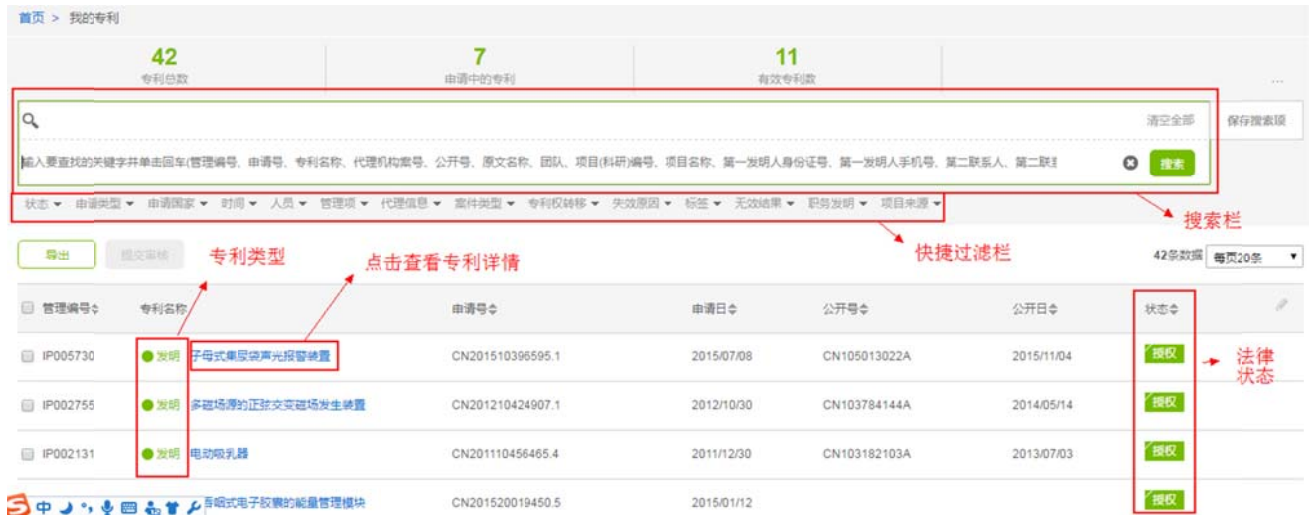 首页 > 我的专利
42 7 11
专利总数 申请中的专利 有效专利数 ...
清空全部 保存搜索项
输入要查找的关键字并单击回车(管理编号、申请号、专利名称、代理机构案号、公开号、原文名称、团队、项目(科研)编号、项目名称、第一发明人身份证号、第一发明人手机号、第二联系人、第二联系 搜索
状态 申请类型 申请国家 时间 人员 管理项 代理信息 案件类型 专利权转移 失效原因 标签 无效结果 职务发明 项目来源
搜索栏
快捷过滤栏
导出 提交审核 专利类型 点击查看专利详情 42条数据 每页20条
管理编号 专利名称 申请号 申请日 公开号 公开日 状态
IP005730 发明 子母式集尿袋声光报警装置 CN201510396595.1 2015/07/08 CN105013022A 2015/11/04 授权
法律状态
IP002755 发明 多磁场源的正弦交变磁场发生装置 CN201210424907.1 2012/10/30 CN103784144A 2014/05/14 授权
IP002131 发明 电动吸乳器 CN201110456465.4 2011/12/30 CN103182103A 2013/07/03 授权
中 咽式电子胶囊的能量管理模块 CN201520019450.5 2015/01/12 授权